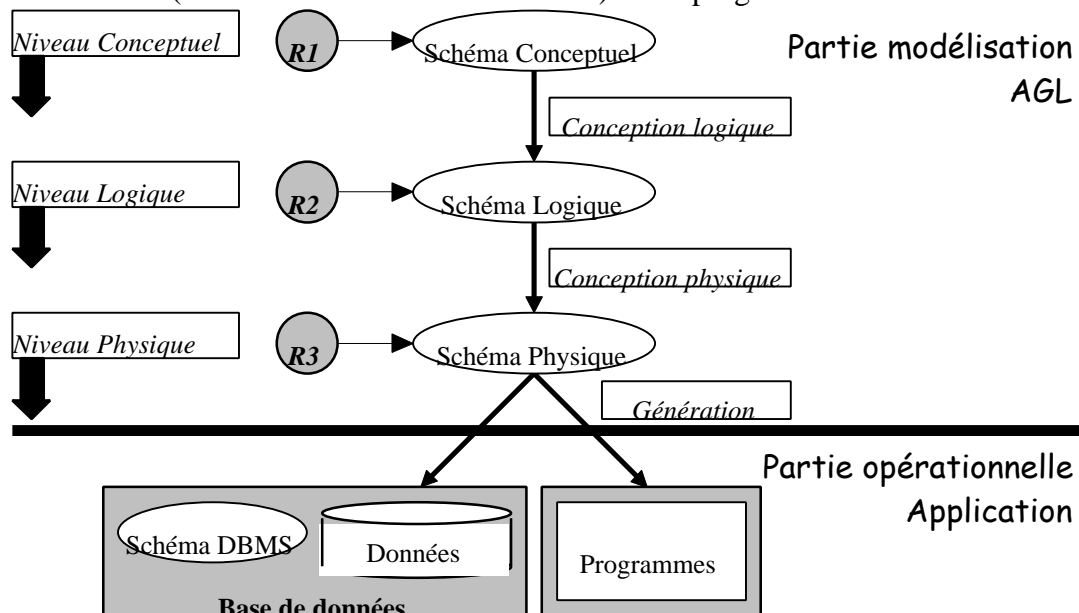 Niveau Conceptuel
R1
Schéma Conceptuel
Partie modélisation
AGL
Conception logique
Niveau Logique
R2
Schéma Logique
Conception physique
Niveau Physique
R3
Schéma Physique
Génération
Partie opérationnelle
Application
Schéma DBMS
Données
Programmes
Base de données